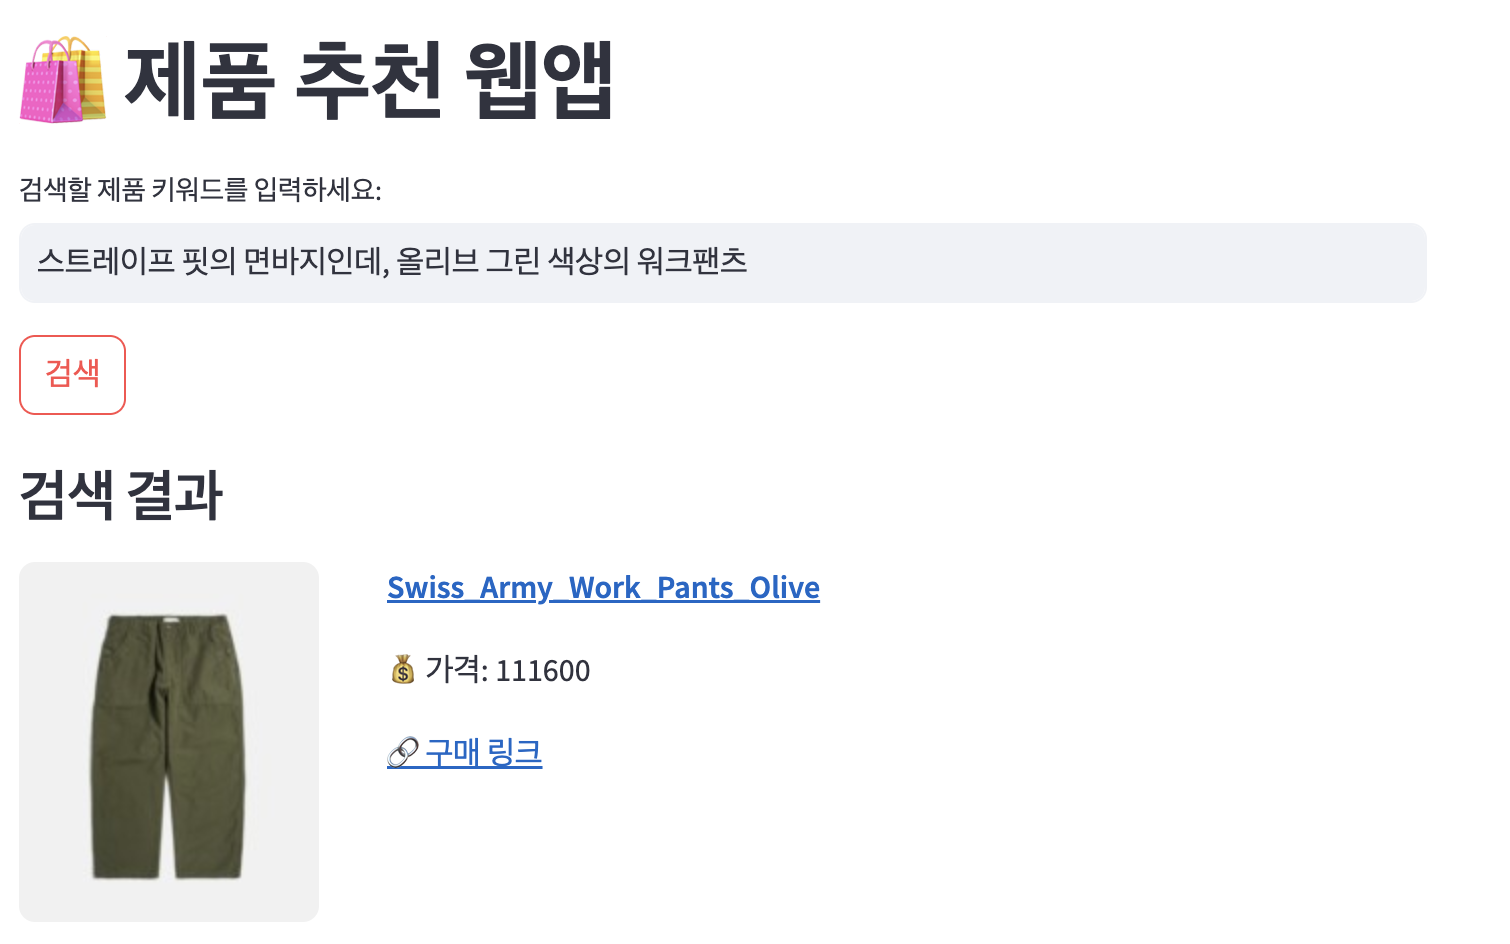 제품 추천 웹앱
검색할 제품 키워드를 입력하세요:
스트레이프 핏의 면바지인데, 올리브 그린 색상의 워크팬츠
검색
검색 결과
Swiss_Army_Work_Pants_Olive
가격: 111600
구매 링크